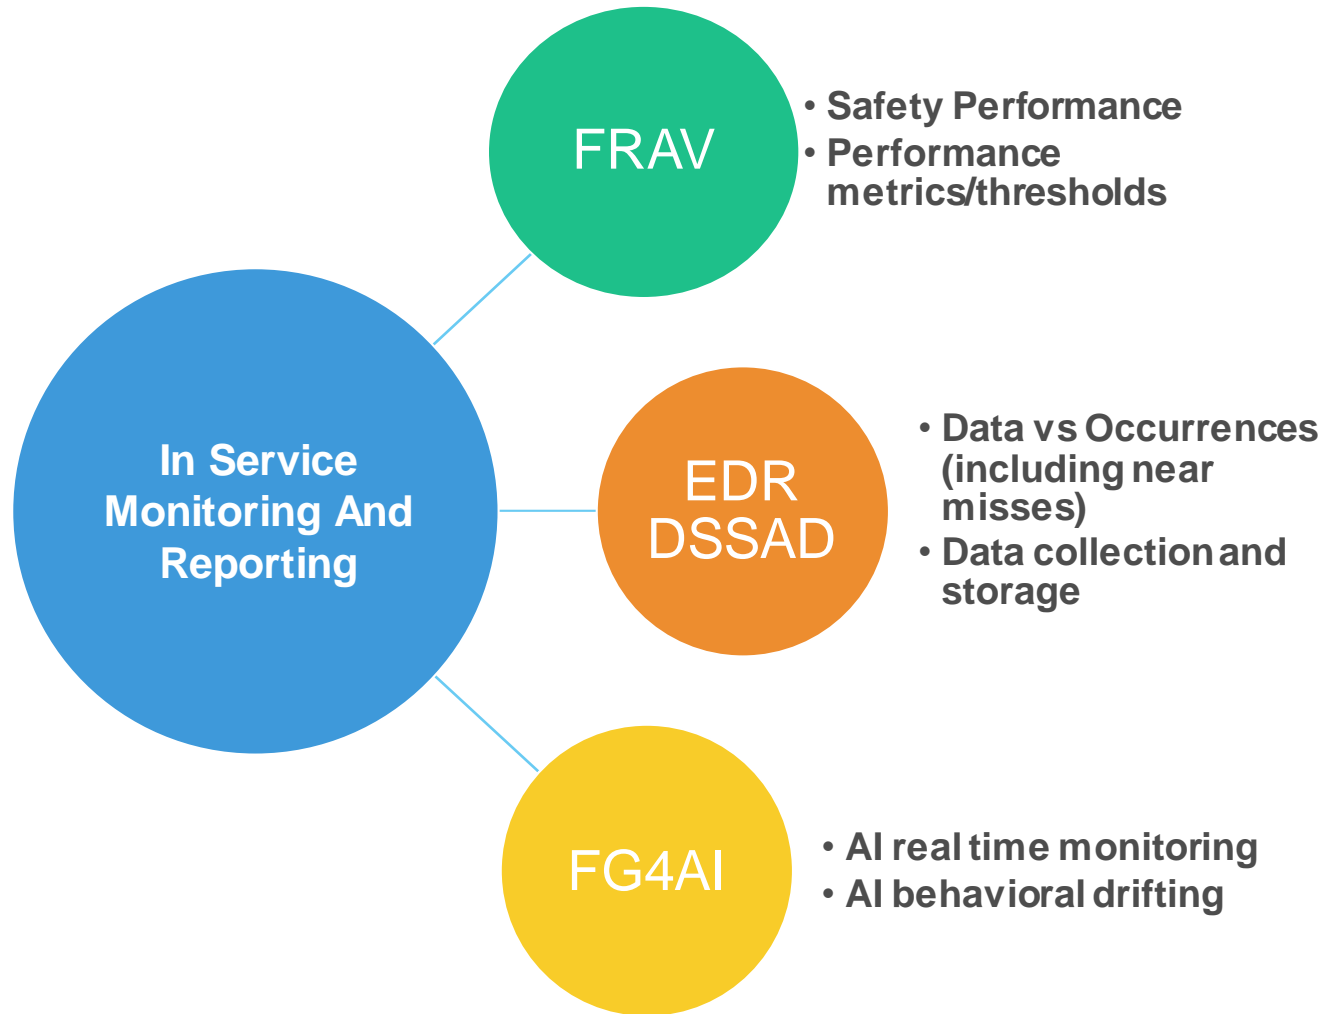 FRAV
• Safety Performance
• Performance
metrics/thresholds
In Service
Monitoring And
Reporting
EDR
DSSAD
• Data vs Occurrences
(including near
misses)
• Data collection and
storage
FG4AI
• AI real time monitoring
• AI behavioral drifting